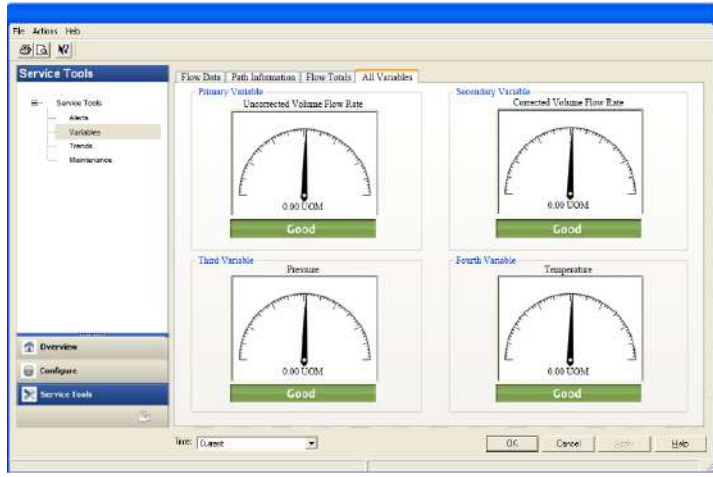 File Actions Help
Service Tools
Service Tools
Alerts
Variables
Trends
Maintenance
Overview
Configure
Service Tools
Flow Data
Path Information
Flow Totals
All Variables
Primary Variable
Uncorrected Volume Flow Rate
0.00 UOM
Good
Secondary Variable
Corrected Volume Flow Rate
0.00 UOM
Good
Third Variable
Pressure
0.00 UOM
Good
Fourth Variable
Temperature
0.00 UOM
Good
Time: Current
OK
Cancel
Apply
Help